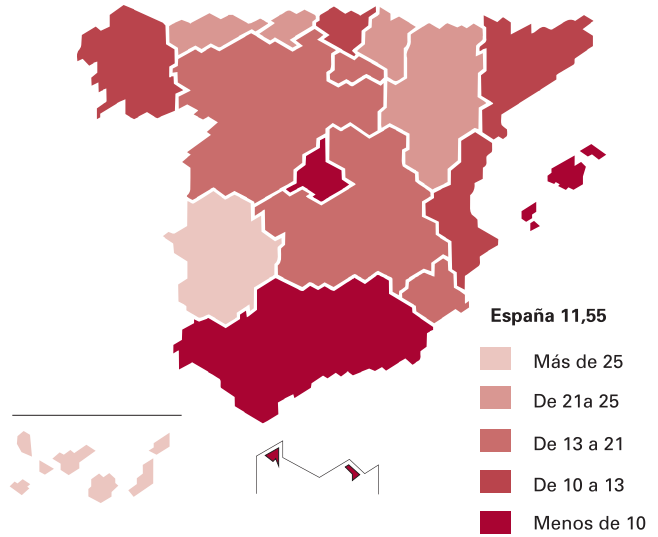 España 11,55
Más de 25
De 21a 25
De 13 a 21
De 10 a 13
Menos de 10